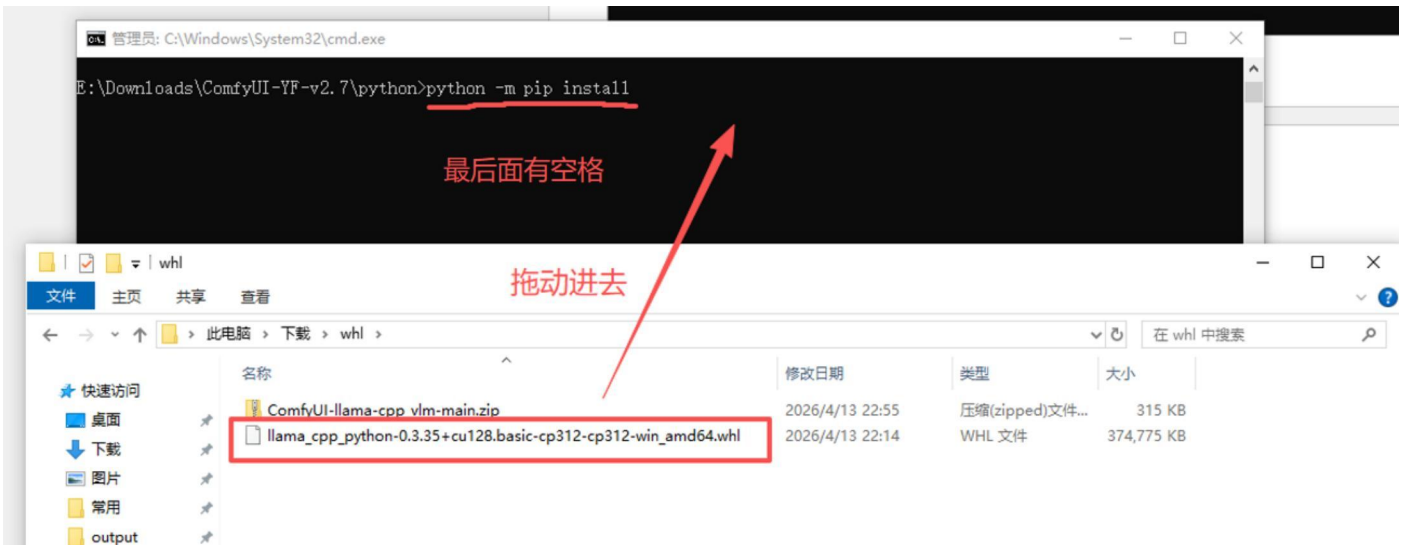 管理员: C:\Windows\System32\cmd.exe
E:\Downloads\ComfyUI-YF-v2.7\python>python -m pip install
最后面有空格
拖动进去
whl
文件 主页 共享 查看
此电脑 > 下载 > whl >
在 whl 中搜索
名称 修改日期 类型 大小
ComfyUI-llama-cpp_vlm-main.zip 2026/4/13 22:55 压缩(zipped)文件... 315 KB
llama_cpp_python-0.3.35+cu128.basic-cp312-cp312-win_amd64.whl 2026/4/13 22:14 WHL 文件 374,775 KB
快速访问
桌面
下载
图片
常用
output